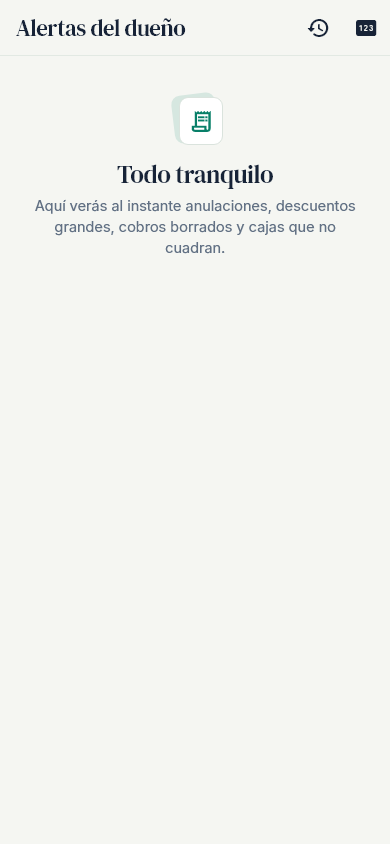 Alertas del dueño
123
Todo tranquilo
Aquí verás al instante anulaciones, descuentos
grandes, cobros borrados y cajas que no
cuadran.